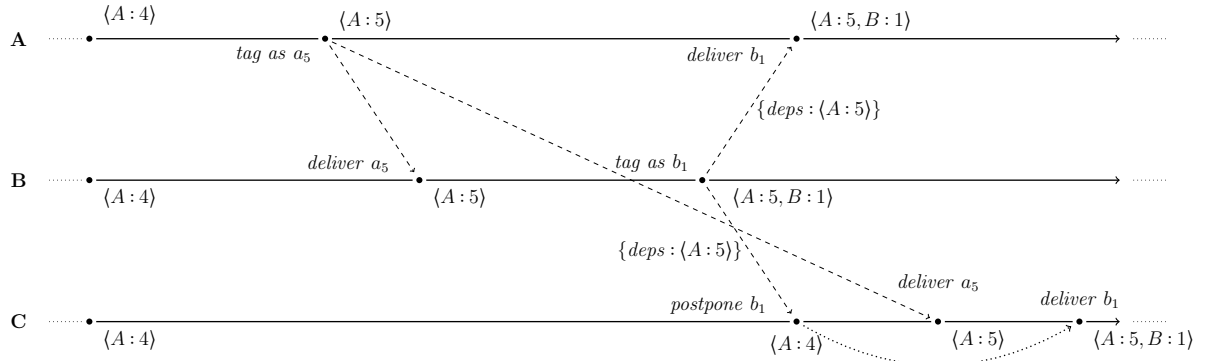 ⟨A : 4⟩
⟨A : 5⟩
⟨A : 5, B : 1⟩
A
tag as a₅
deliver b₁
{deps : ⟨A : 5⟩}
deliver a₅
tag as b₁
B
⟨A : 4⟩
⟨A : 5⟩
⟨A : 5, B : 1⟩
{deps : ⟨A : 5⟩}
deliver a₅
postpone b₁
deliver b₁
C
⟨A : 4⟩
⟨A : 4⟩
⟨A : 5⟩
⟨A : 5, B : 1⟩